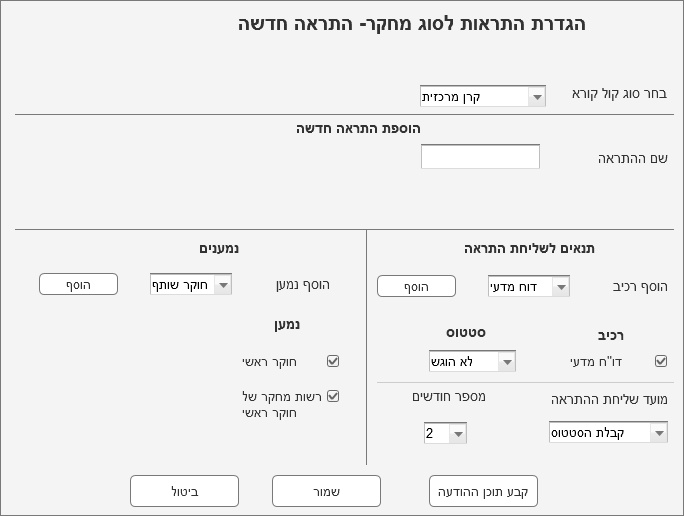 הגדרת התראות לסוג מחקר- התראה חדשה
בחר סוג קול קורא
קרן מרכזית
הוספת התראה חדשה
שם ההתראה
תנאים לשליחת התראה
הוסף רכיב
דוח מדעי
הוסף
רכיב
סטטוס
דו"ח מדעי
לא הוגש
מועד שליחת ההתראה
מספר חודשים
קבלת הסטטוס
2
נמענים
הוסף נמען
חוקר שותף
הוסף
נמען
חוקר ראשי
רשות מחקר של
חוקר ראשי
קבע תוכן ההודעה
שמור
ביטול